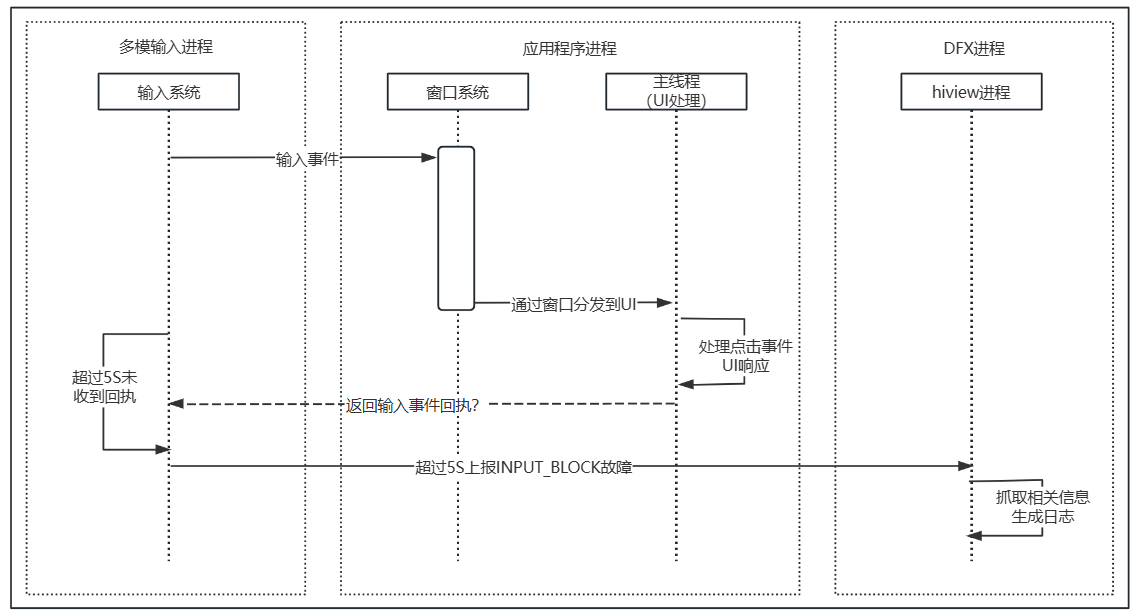 多模输入进程
应用程序进程
DFX进程
输入系统
窗口系统
主线程
（UI处理）
hiview进程
输入事件
通过窗口分发到UI
处理点击事件
UI响应
超过5S未
收到回执
返回输入事件回执?
超过5S上报INPUT_BLOCK故障
抓取相关信息
生成日志